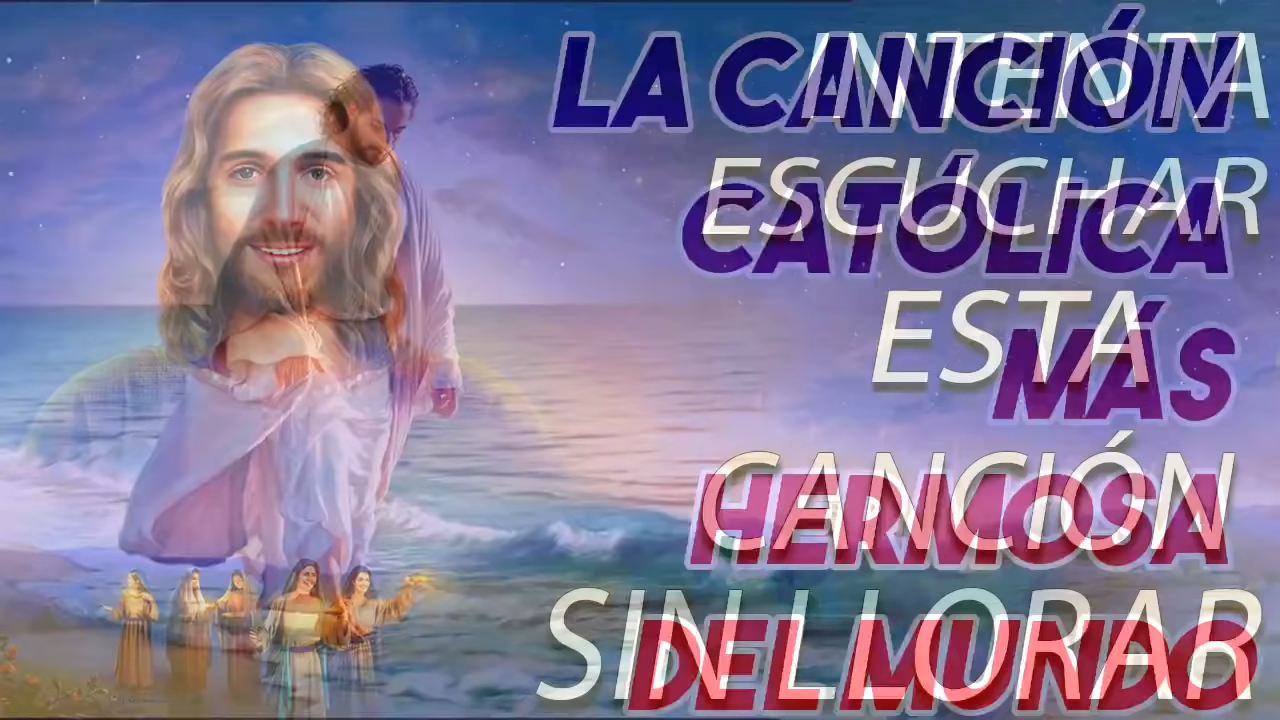 LA CANCIÓN
CATÓLICA
MÁS
HERMOSA
DEL MUNDO
INTENTA
ESCUCHAR
ESTA
CANCIÓN
SIN LLORAR